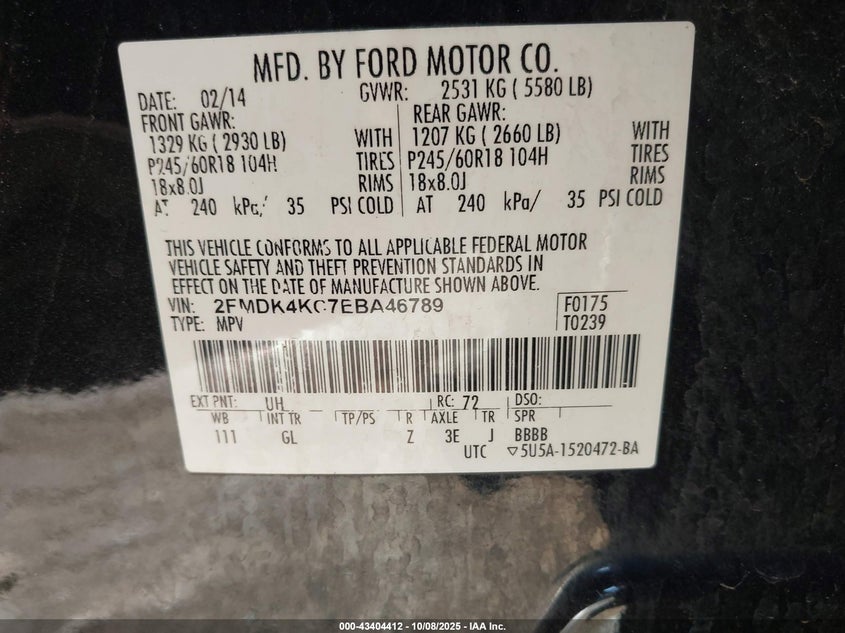 MFD. BY FORD MOTOR CO.
DATE: 02/14 GVWR: 2531 KG ( 5580 LB)
FRONT GAWR: REAR GAWR:
1329 KG ( 2930 LB) WITH 1207 KG ( 2660 LB) WITH
P245/60R18 104H TIRES P245/60R18 104H TIRES
18x8.0J RIMS 18x8.0J RIMS
AT 240 kPa/ 35 PSI COLD AT 240 kPa/ 35 PSI COLD
THIS VEHICLE CONFORMS TO ALL APPLICABLE FEDERAL MOTOR
VEHICLE SAFETY AND THEFT PREVENTION STANDARDS IN
EFFECT ON THE DATE OF MANUFACTURE SHOWN ABOVE.
VIN: 2FMDK4KC7EBA46789 F0175
TYPE: MPV T0239
EXT PNT: UH RC: 72 DSO:
WB INT TR TP/PS R AXLE TR SPR
111 GL Z 3E J BBBB
UTC ▽5U5A-1520472-BA
000-43404412 - 10/08/2025 - IAA Inc.